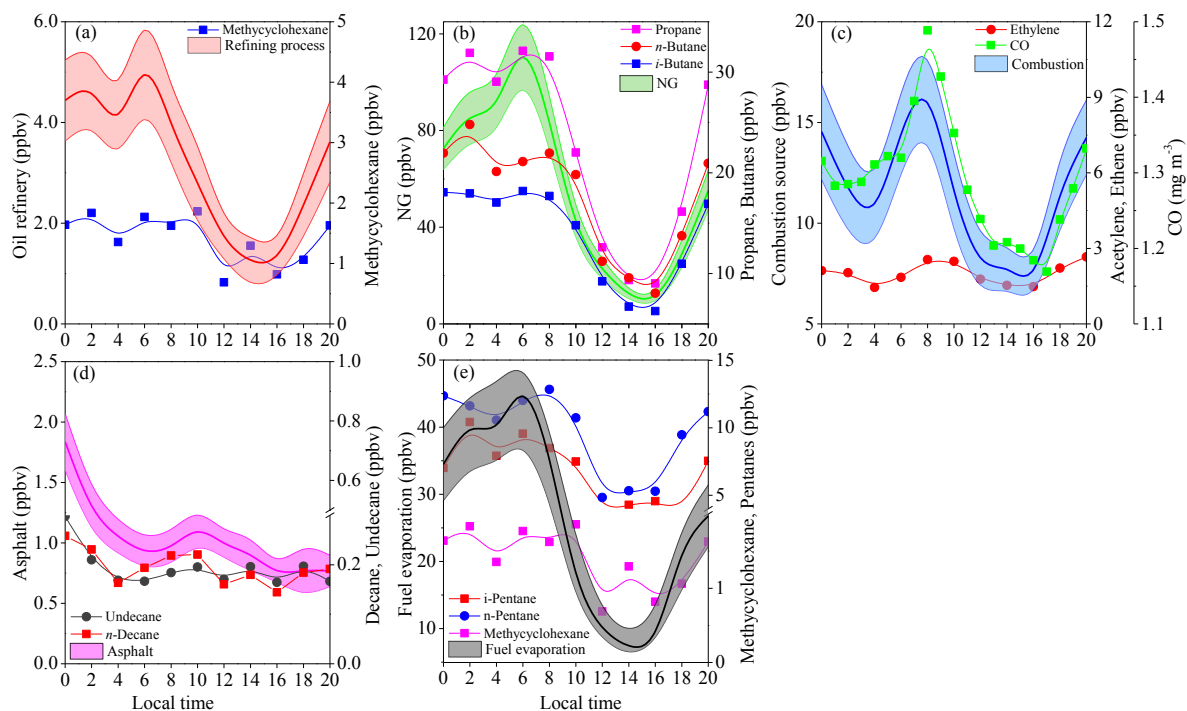 (a)
Methycyclohexane
Refining process
Oil refinery (ppbv)
6.0
4.0
2.0
0.0
Methycyclohexane (ppbv)
5
4
3
2
1
0
0 2 4 6 8 10 12 14 16 18 20
(b)
Propane
n-Butane
i-Butane
NG
NG (ppbv)
120
80
40
0
Propane, Butanes (ppbv)
30
20
10
0 2 4 6 8 10 12 14 16 18 20
(c)
Ethylene
CO
Combustion
Combustion source (ppbv)
20
15
10
5
Acetylene, Ethene (ppbv)
12
9
6
3
0
CO (mg m-3)
1.5
1.4
1.3
1.2
1.1
0 2 4 6 8 10 12 14 16 18 20
(d)
Undecane
n-Decane
Asphalt
Asphalt (ppbv)
2.5
2.0
1.5
1.0
0.5
0.0
Decane, Undecane (ppbv)
1.0
0.8
0.6
0.2
0.0
0 2 4 6 8 10 12 14 16 18 20
Local time
(e)
i-Pentane
n-Pentane
Methycyclohexane
Fuel evaporation
Fuel evaporation (ppbv)
50
40
30
20
10
Methycyclohexane, Pentanes (ppbv)
15
10
5
1
0
0 2 4 6 8 10 12 14 16 18 20
Local time